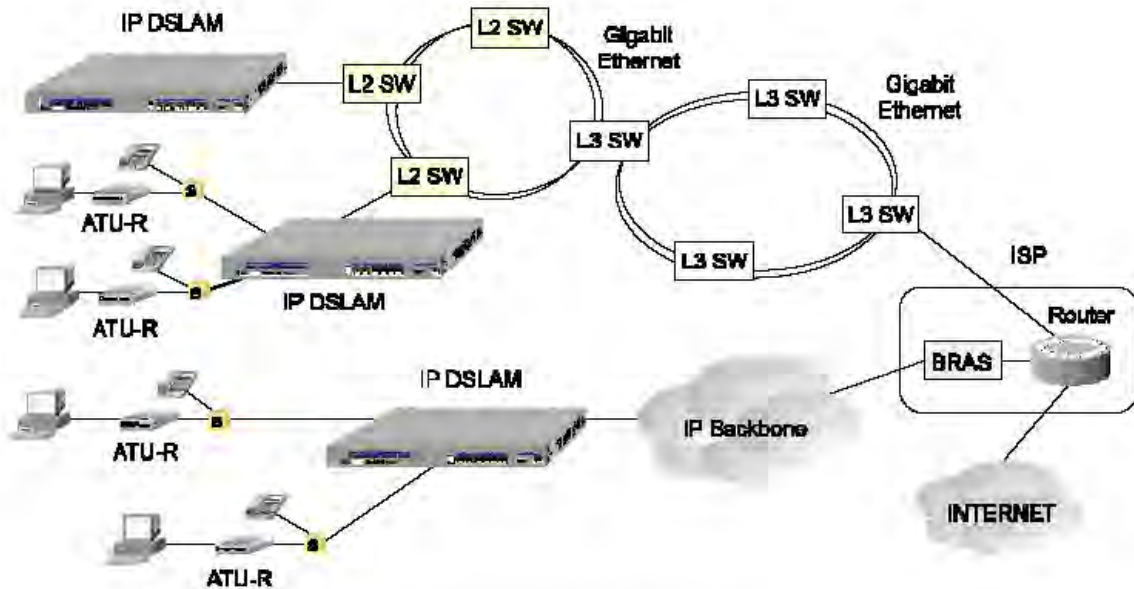 IP DSLAM
L2 SW
Gigabit
Ethernet
L2 SW
L3 SW
Gigabit
Ethernet
L3 SW
L2 SW
S
ATU-R
L3 SW
L3 SW
ISP
S
ATU-R
IP DSLAM
Router
BRAS
IP DSLAM
S
ATU-R
IP Backbone
INTERNET
S
ATU-R